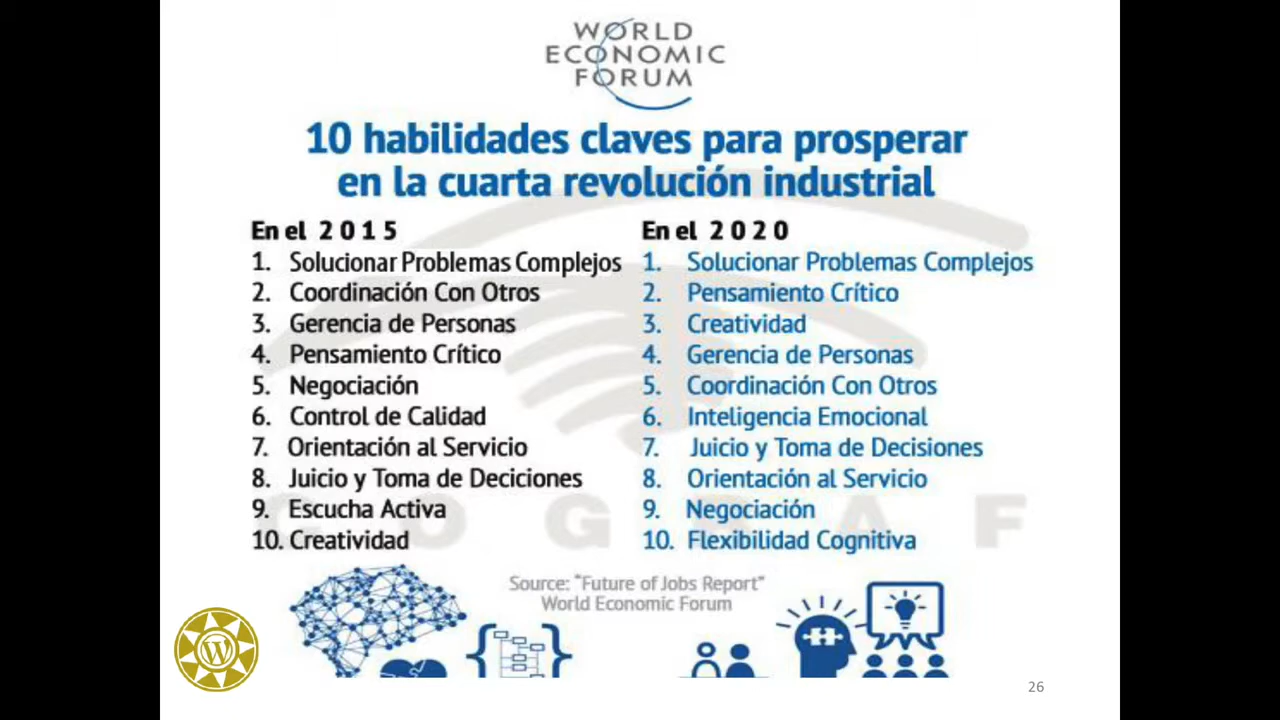 WORLD
ECONOMIC
FORUM
10 habilidades claves para prosperar
en la cuarta revolución industrial
En el 2015
1. Solucionar Problemas Complejos
2. Coordinación Con Otros
3. Gerencia de Personas
4. Pensamiento Crítico
5. Negociación
6. Control de Calidad
7. Orientación al Servicio
8. Juicio y Toma de Deciciones
9. Escucha Activa
10. Creatividad
En el 2020
1. Solucionar Problemas Complejos
2. Pensamiento Crítico
3. Creatividad
4. Gerencia de Personas
5. Coordinación Con Otros
6. Inteligencia Emocional
7. Juicio y Toma de Decisiones
8. Orientación al Servicio
9. Negociación
10. Flexibilidad Cognitiva
COGRAF
Source: "Future of Jobs Report"
World Economic Forum
W
26